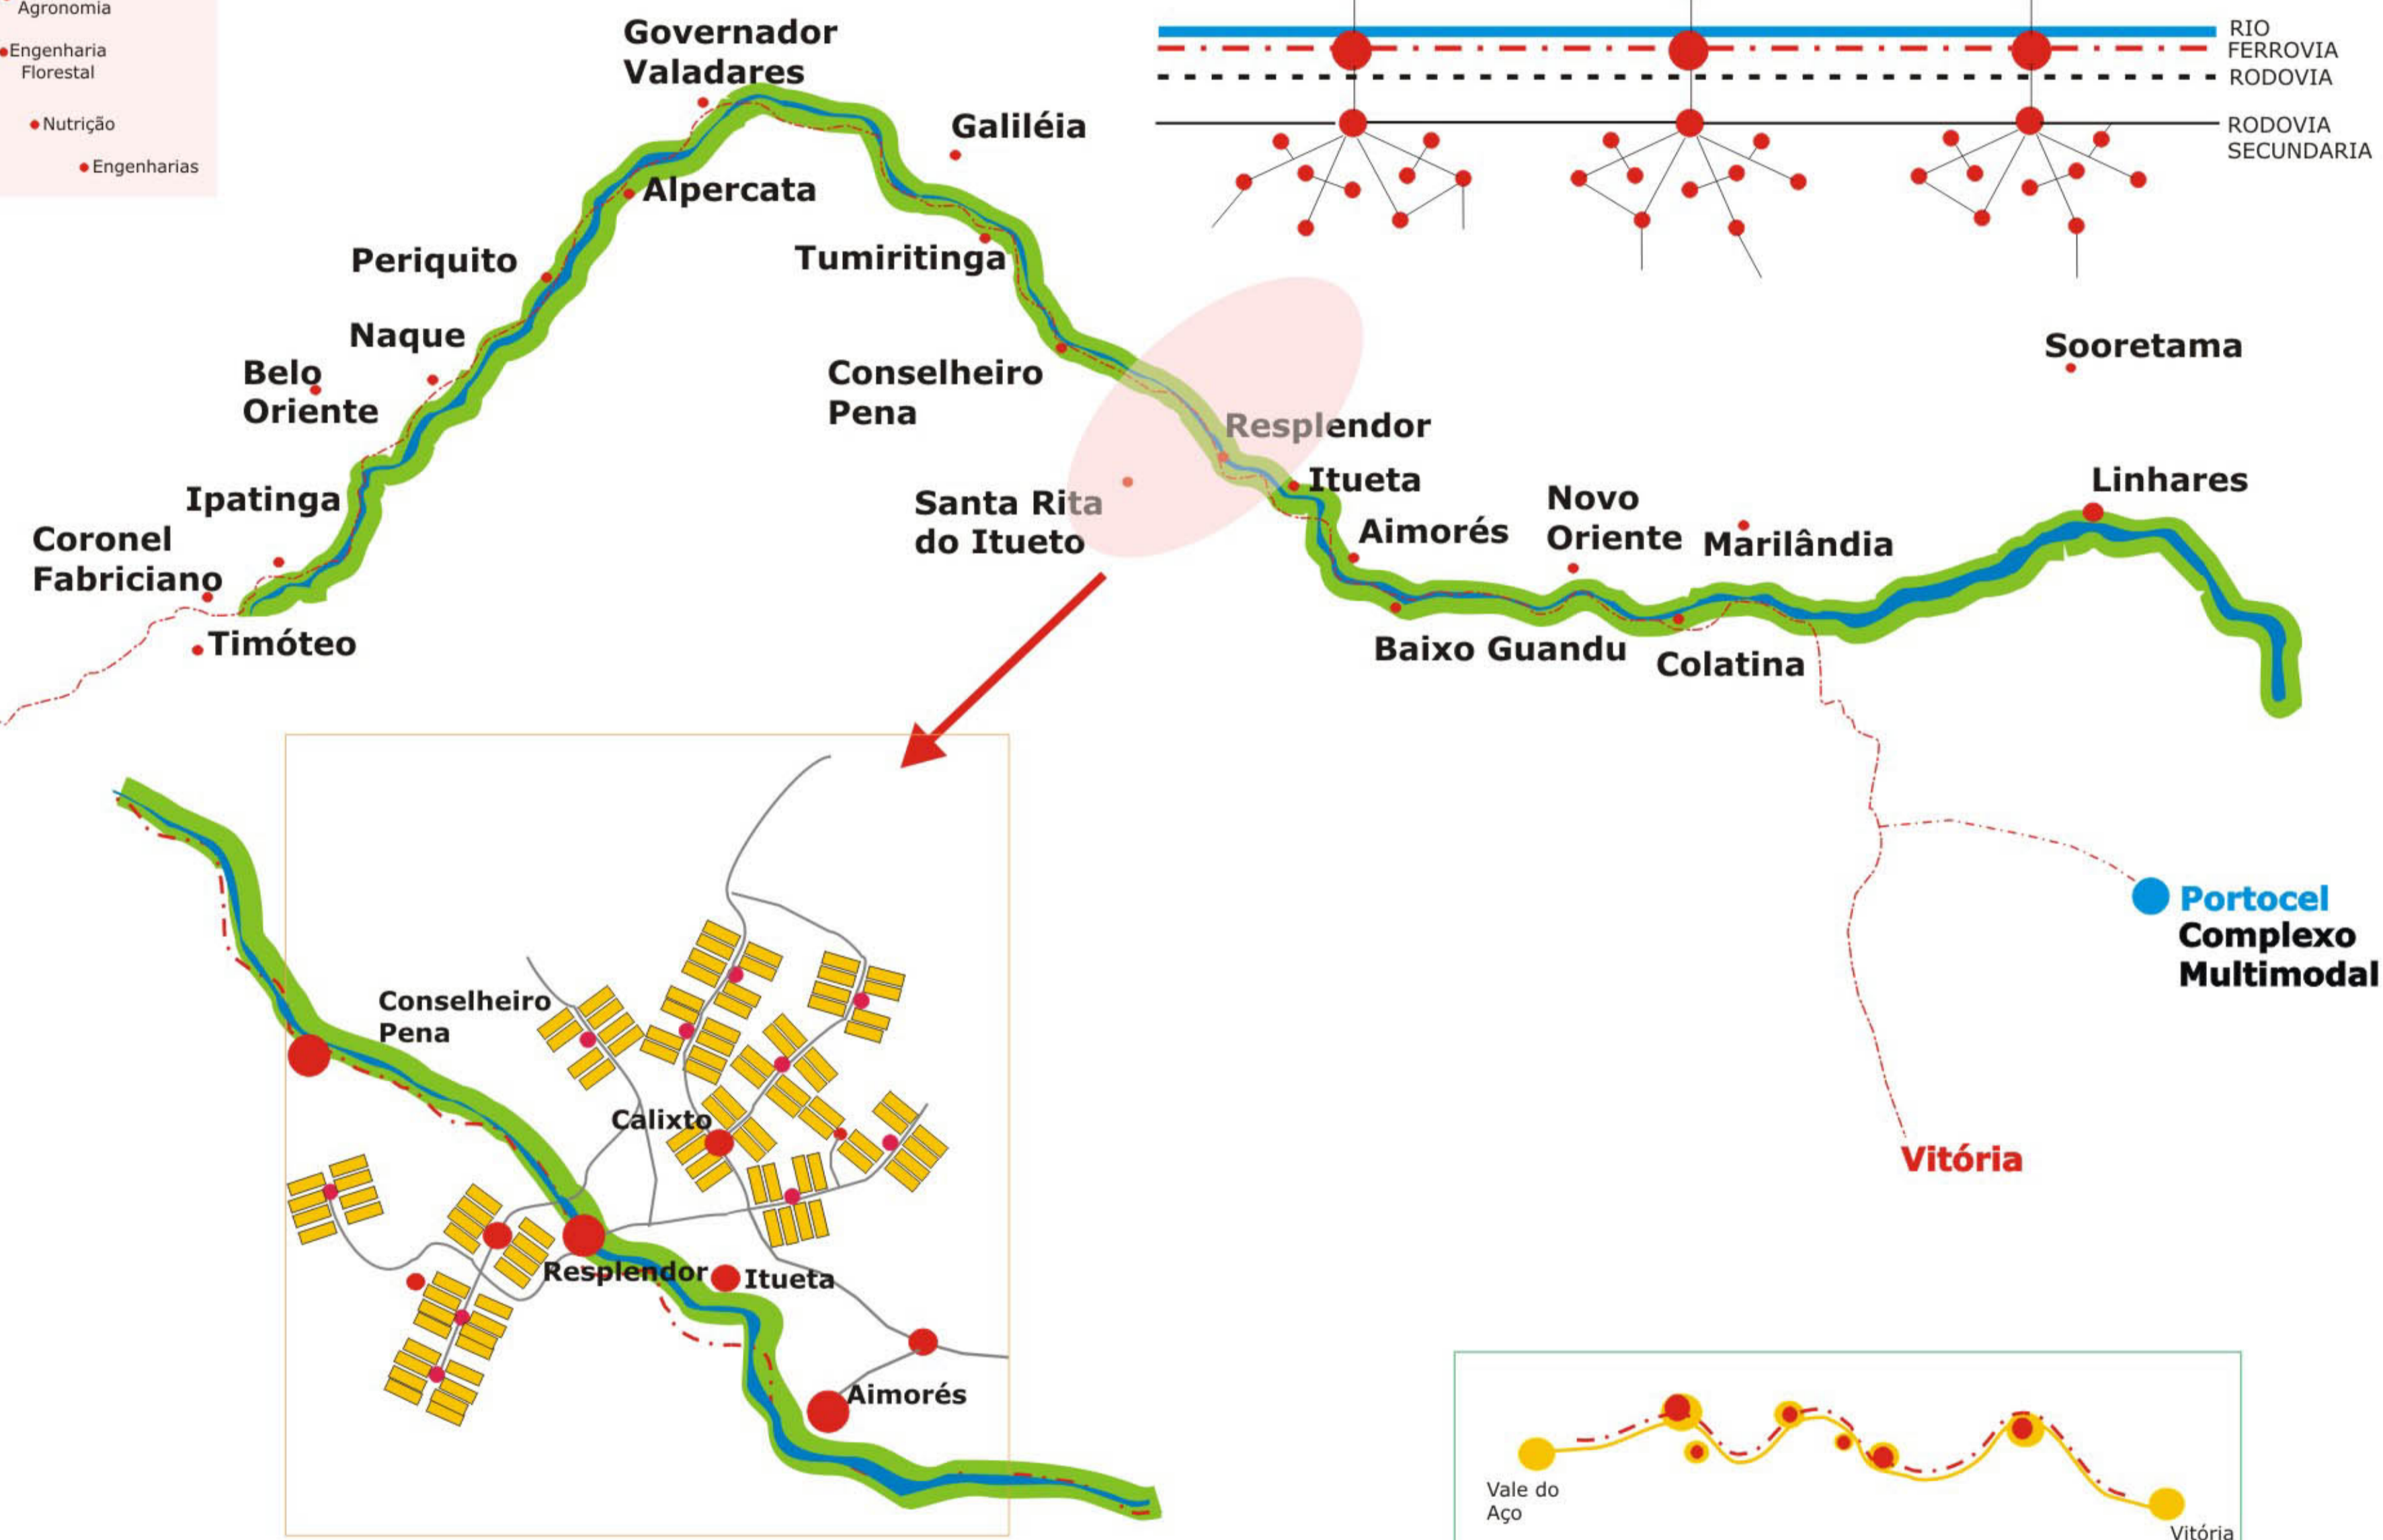 Agronomia
Engenharia
Florestal
Nutrição
Engenharias
Governador
Valadares
Galiléia
Alpercata
Periquito
Tumiritinga
Naque
Belo
Oriente
Conselheiro
Pena
Ipatinga
Coronel
Fabriciano
Timóteo
Resplendor
Santa Rita
do Itueto
Itueta
Aimorés
Novo
Oriente
Marilândia
Baixo Guandu
Colatina
Sooretama
Linhares
RIO
FERROVIA
RODOVIA
RODOVIA
SECUNDARIA
Portocel
Complexo
Multimodal
Vitória
Conselheiro
Pena
Calixto
Resplendor
Itueta
Aimorés
Vale do
Aço
Vitória